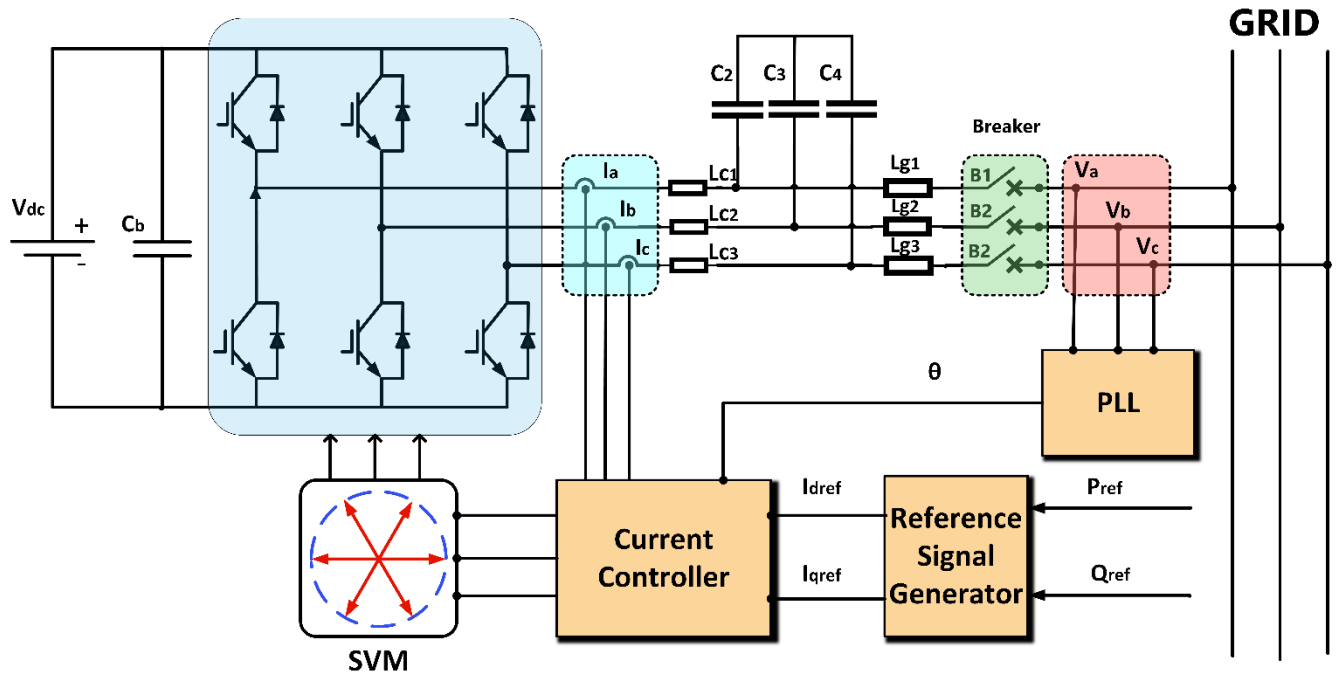 GRID
C2
C3
C4
Breaker
Ia
Lc1
Lg1
B1
Va
Vdc
+
-
Cb
Ib
Lc2
Lg2
B2
Vb
Ic
Lc3
Lg3
B2
Vc
θ
PLL
Idref
Pref
Current
Controller
Reference
Signal
Generator
Iqref
Qref
SVM